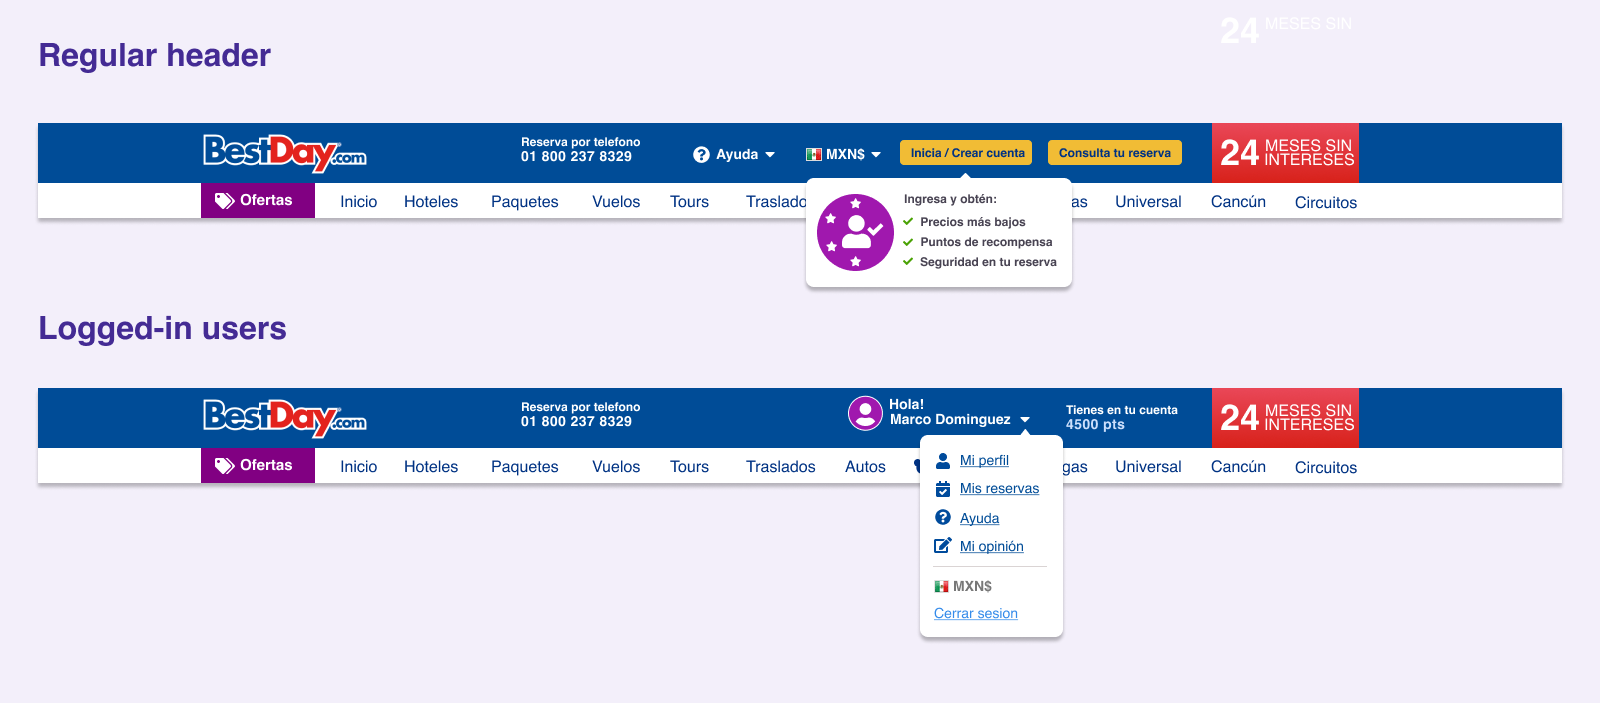 24 MESES SIN
Regular header
BestDay.com
Reserva por telefono
01 800 237 8329
Ayuda
MXN$
Inicia / Crear cuenta
Consulta tu reserva
24 MESES SIN
INTERESES
Ofertas
Inicio
Hoteles
Paquetes
Vuelos
Tours
Traslado
as
Universal
Cancún
Circuitos
Ingresa y obtén:
Precios más bajos
Puntos de recompensa
Seguridad en tu reserva
Logged-in users
BestDay.com
Reserva por telefono
01 800 237 8329
Hola!
Marco Dominguez
Tienes en tu cuenta
4500 pts
24 MESES SIN
INTERESES
Ofertas
Inicio
Hoteles
Paquetes
Vuelos
Tours
Traslados
Autos
gas
Universal
Cancún
Circuitos
Mi perfil
Mis reservas
Ayuda
Mi opinión
MXN$
Cerrar sesion